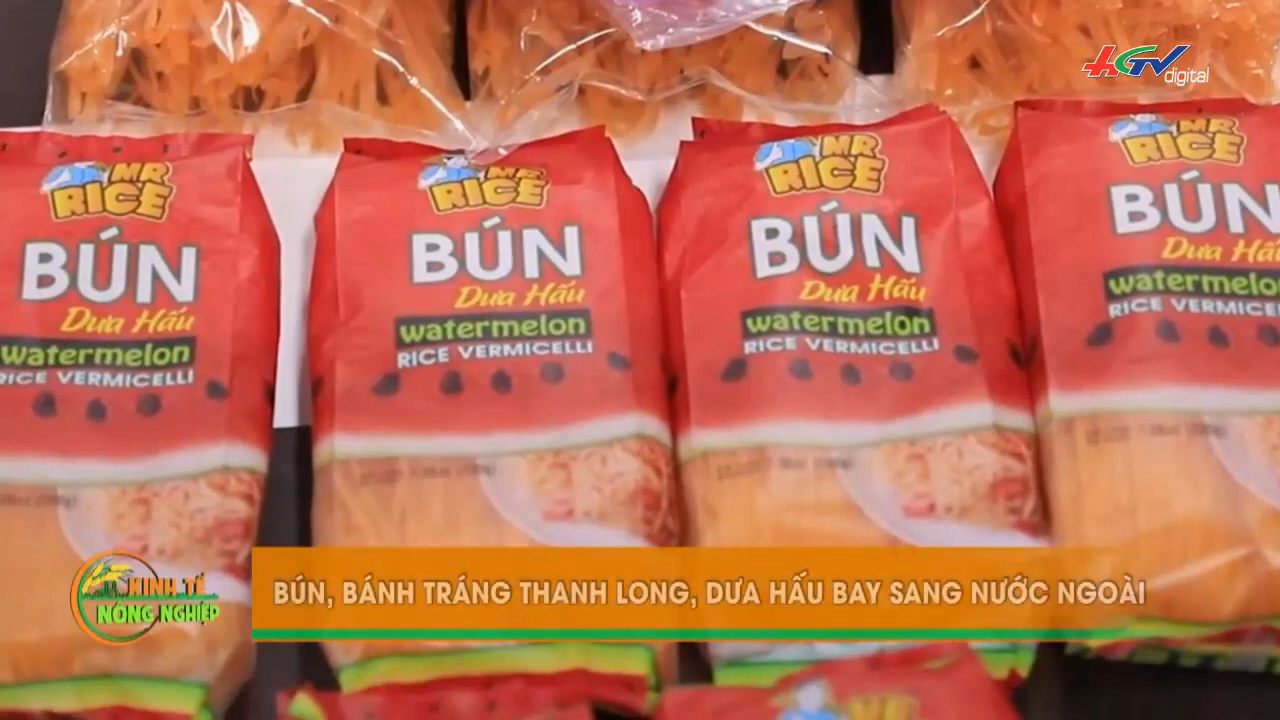 HGTV digital
MR
RICE
BÚN
Dưa Hấu
watermelon
RICE VERMICELLI
MR
RICE
BÚN
Dưa Hấu
watermelon
RICE VERMICELLI
MR
RICE
BÚN
Dưa Hấu
watermelon
RICE VERMICELLI
MR
RICE
BÚN
Dưa Hấu
watermelon
RICE VERMICELLI
KINH TẾ
NÔNG NGHIỆP
BÚN, BÁNH TRÁNG THANH LONG, DƯA HẤU BAY SANG NƯỚC NGOÀI
MR
RICE